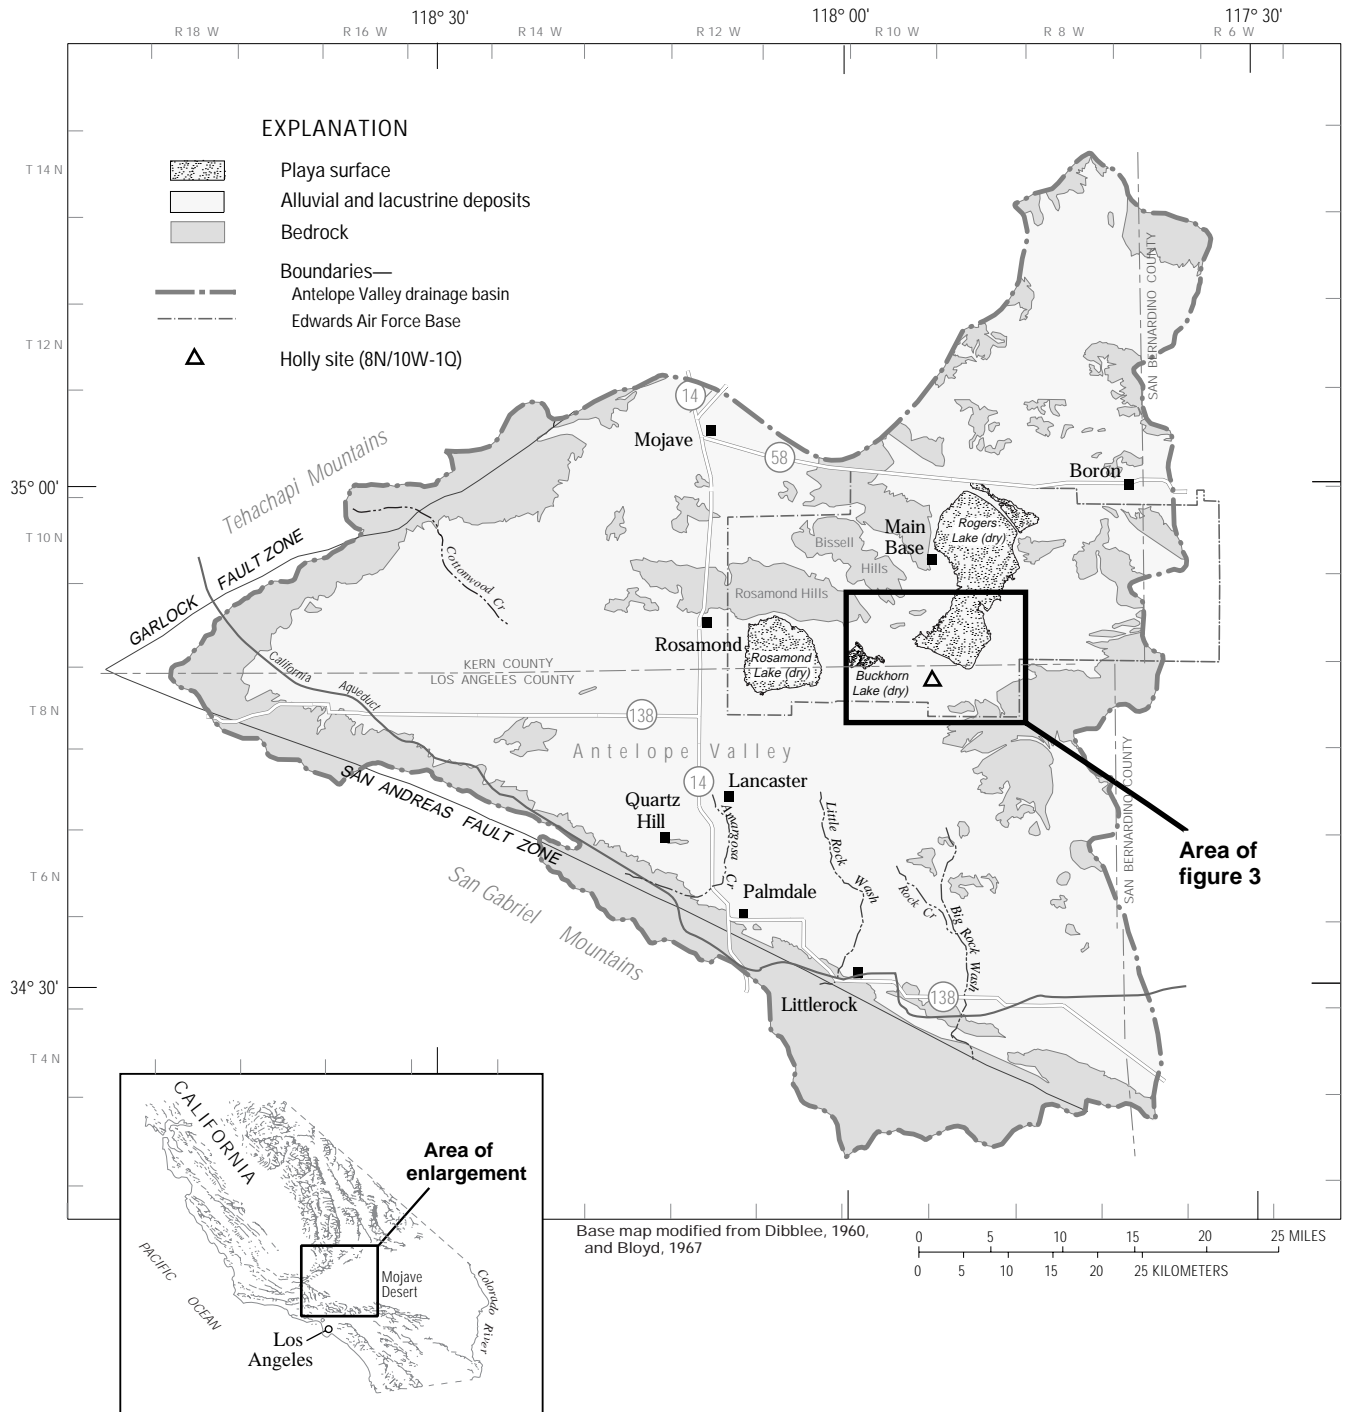 118° 30'
118° 00'
117° 30'
R 18 W
R 16 W
R 14 W
R 12 W
R 10 W
R 8 W
R 6 W
EXPLANATION
Playa surface
Alluvial and lacustrine deposits
Bedrock
Boundaries—
Antelope Valley drainage basin
Edwards Air Force Base
Holly site (8N/10W-1Q)
T 14 N
T 12 N
35° 00'
T 10 N
T 8 N
T 6 N
34° 30'
T 4 N
SAN BERNARDINO COUNTY
14
Mojave
58
Boron
Tehachapi Mountains
GARLOCK FAULT ZONE
Cottonwood Cr
Main
Base
Rogers
Lake (dry)
Bissell
Hills
Rosamond Hills
Rosamond
Rosamond
Lake (dry)
KERN COUNTY
LOS ANGELES COUNTY
Buckhorn
Lake (dry)
California Aqueduct
138
Antelope Valley
SAN ANDREAS FAULT ZONE
14
Lancaster
Quartz
Hill
Amargosa Cr
Little Rock Wash
Rock Cr
Big Rock Wash
SAN BERNARDINO COUNTY
Area of
figure 3
Palmdale
San Gabriel Mountains
Littlerock
138
CALIFORNIA
Area of
enlargement
PACIFIC OCEAN
Mojave
Desert
Colorado River
Los
Angeles
Base map modified from Dibblee, 1960,
and Bloyd, 1967
0 5 10 15 20 25 MILES
0 5 10 15 20 25 KILOMETERS